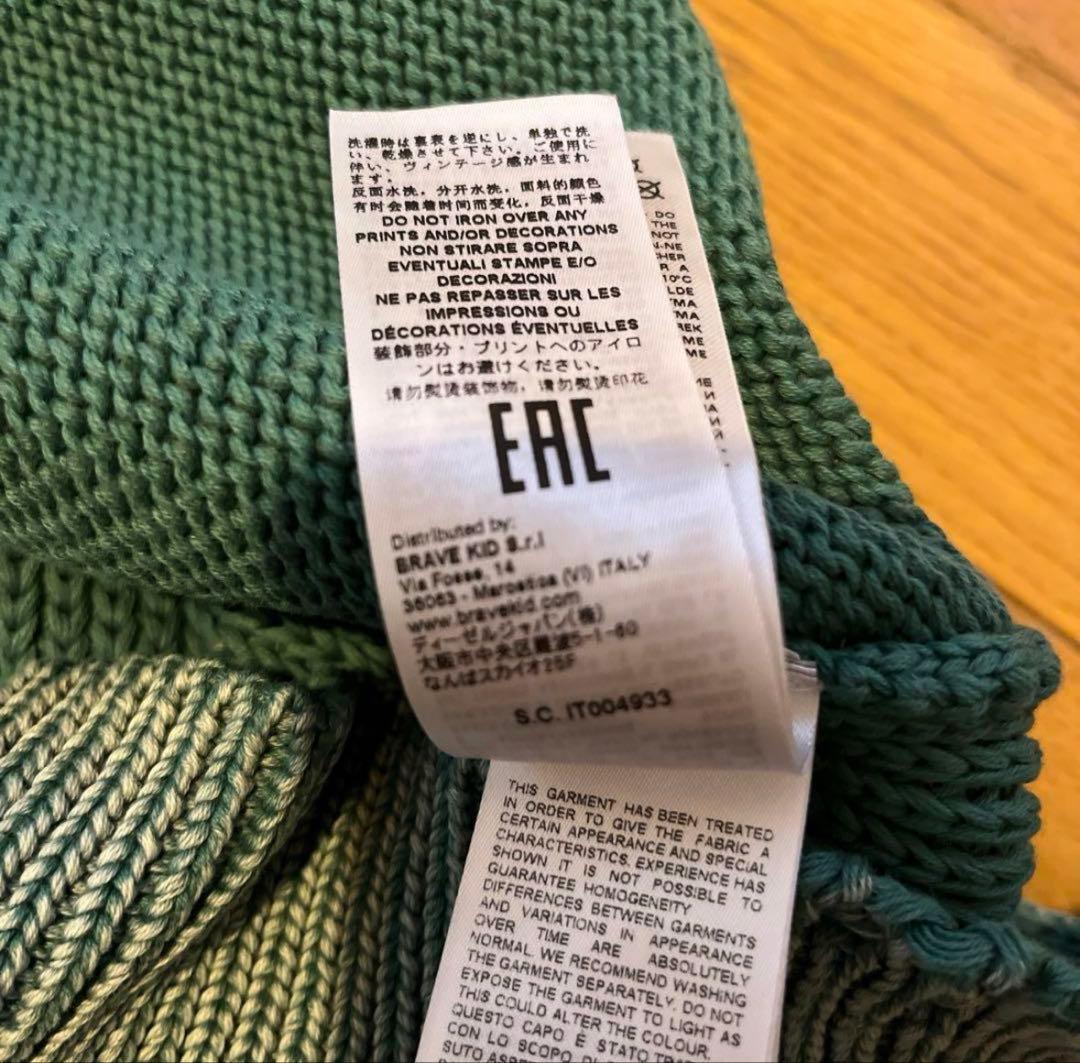 洗濯時は裏表を逆にし、単独で洗
い、乾燥させて下さい。ご使用に
伴い、ヴィンテージ感が生まれ
ます。
反面水洗，分开水洗，面料的颜色
有时会随着时间而变化，反面干燥
DO NOT IRON OVER ANY
PRINTS AND/OR DECORATIONS
NON STIRARE SOPRA
EVENTUALI STAMPE E/O
DECORAZIONI
NE PAS REPASSER SUR LES
IMPRESSIONS OU
DÉCORATIONS ÉVENTUELLES
装飾部分・プリントへのアイロ
ンはお避けください。
请勿熨烫装饰物，请勿熨烫印花
EAC
Distributed by:
BRAVE KID S.r.l
Via Fosse, 14
36063 - Marostica (VI) ITALY
www.bravekid.com
ディーゼルジャパン(株)
大阪市中央区難波5-1-60
なんばスカイオ25F
S.C. IT004933
DO
THE
NOT
HER
R A
10°C
LDE
REK
ME
THIS GARMENT HAS BEEN TREATED
IN ORDER TO GIVE THE FABRIC A
CERTAIN APPEARANCE AND SPECIAL
CHARACTERISTICS. EXPERIENCE HAS
SHOWN IT IS NOT POSSIBLE TO
GUARANTEE HOMOGENEITY
DIFFERENCES BETWEEN GARMENTS
AND VARIATIONS IN APPEARANCE
OVER TIME ARE ABSOLUTELY
NORMAL. WE RECOMMEND WASHING
THE GARMENT SEPARATELY. DO NOT
EXPOSE THE GARMENT TO LIGHT AS
THIS COULD ALTER THE COLOUR.
QUESTO CAPO È STATO
CON LO SCOPO